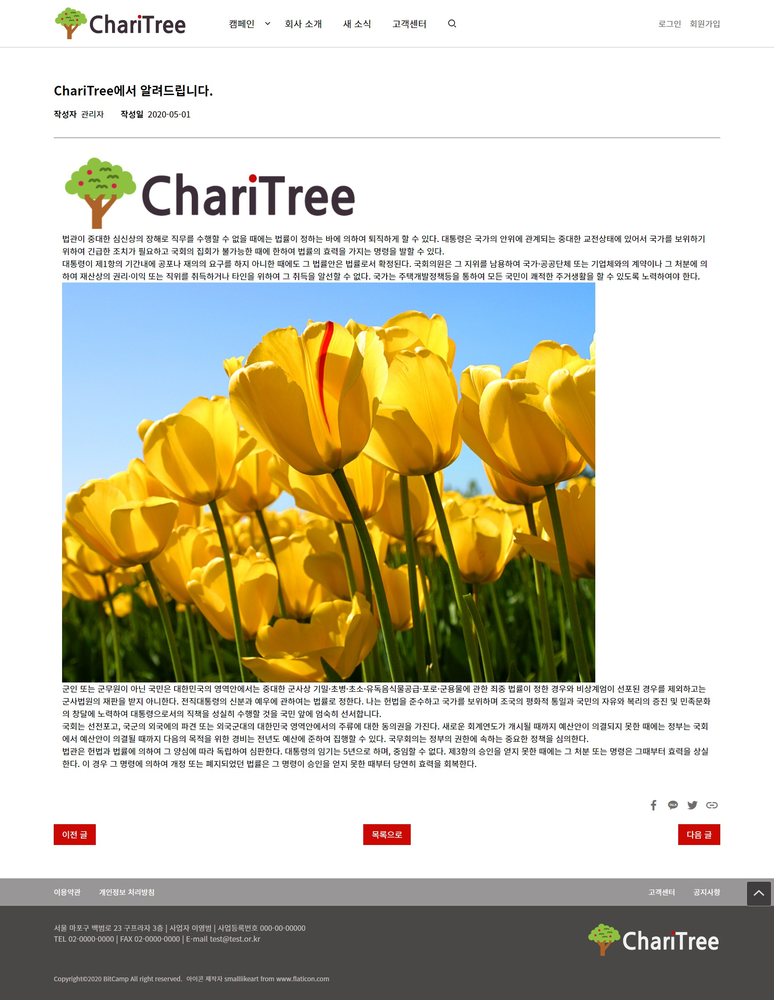 ChariTree
캠페인 회사 소개 새 소식 고객센터
로그인 회원가입
ChariTree에서 알려드립니다.
작성자 관리자 작성일 2020-05-01
ChariTree
법관이 중대한 심신상의 장해로 직무를 수행할 수 없을 때에는 법률이 정하는 바에 의하여 퇴직하게 할 수 있다. 대통령은 국가의 안위에 관계되는 중대한 교전상태에 있어서 국가를 보위하기
위하여 긴급한 조치가 필요하고 국회의 집회가 불가능한 때에 한하여 법률의 효력을 가지는 명령을 발할 수 있다.
대통령이 제1항의 기간내에 공포나 재의의 요구를 하지 아니한 때에도 그 법률안은 법률로서 확정된다. 국회의원은 그 지위를 남용하여 국가·공공단체 또는 기업체와의 계약이나 그 처분에 의
하여 재산상의 권리·이익 또는 직위를 취득하거나 타인을 위하여 그 취득을 알선할 수 없다. 국가는 주택개발정책등을 통하여 모든 국민이 쾌적한 주거생활을 할 수 있도록 노력하여야 한다.
군인 또는 군무원이 아닌 국민은 대한민국의 영역안에서는 중대한 군사상 기밀·초병·초소·유독음식물공급·포로·군용물에 관한 죄중 법률이 정한 경우와 비상계엄이 선포된 경우를 제외하고는
군사법원의 재판을 받지 아니한다. 전직대통령의 신분과 예우에 관하여는 법률로 정한다. 나는 헌법을 준수하고 국가를 보위하며 조국의 평화적 통일과 국민의 자유와 복리의 증진 및 민족문화
의 창달에 노력하여 대통령으로서의 직책을 성실히 수행할 것을 국민 앞에 엄숙히 선서합니다.
국회는 선전포고, 국군의 외국에의 파견 또는 외국군대의 대한민국 영역안에서의 주류에 대한 동의권을 가진다. 새로운 회계연도가 개시될 때까지 예산안이 의결되지 못한 때에는 정부는 국회
에서 예산안이 의결될 때까지 다음의 목적을 위한 경비는 전년도 예산에 준하여 집행할 수 있다. 국무회의는 정부의 권한에 속하는 중요한 정책을 심의한다.
법관은 헌법과 법률에 의하여 그 양심에 따라 독립하여 심판한다. 대통령의 임기는 5년으로 하며, 중임할 수 없다. 제3항의 승인을 얻지 못한 때에는 그 처분 또는 명령은 그때부터 효력을 상실
한다. 이 경우 그 명령에 의하여 개정 또는 폐지되었던 법률은 그 명령이 승인을 얻지 못한 때부터 당연히 효력을 회복한다.
TALK
이전 글 목록으로 다음 글
이용약관 개인정보 처리방침 고객센터 공지사항
서울 마포구 백범로 23 구프라자 3층 | 사업자 이영범 | 사업등록번호 000-00-00000
TEL 02-0000-0000 | FAX 02-0000-0000 | E-mail test@test.or.kr
ChariTree
Copyright©2020 BitCamp All right reserved. 아이콘 제작자 smalllikeart from www.flaticon.com